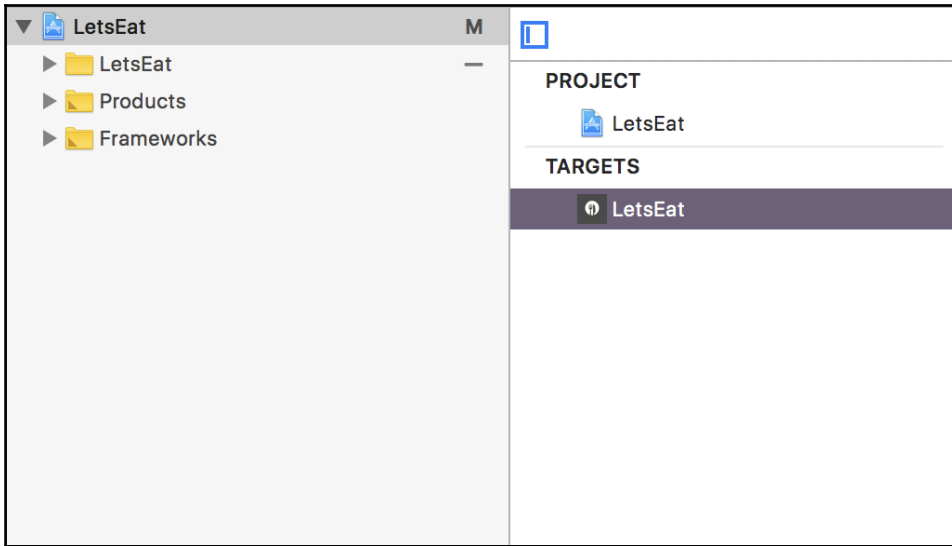 LetsEat M
LetsEat –
Products
Frameworks
PROJECT
LetsEat
TARGETS
LetsEat